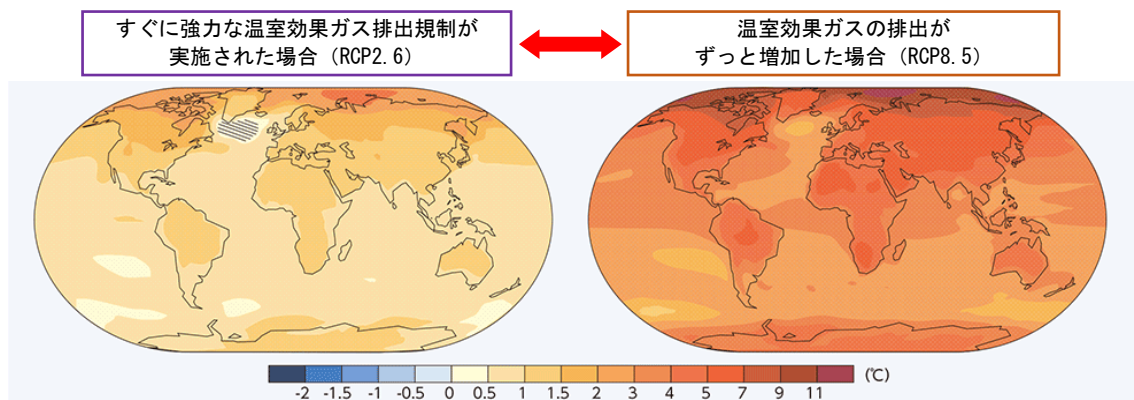 すぐに強力な温室効果ガス排出規制が
実施された場合（RCP2.6）
温室効果ガスの排出が
ずっと増加した場合（RCP8.5）
-2 -1.5 -1 -0.5 0 0.5 1 1.5 2 3 4 5 7 9 11 (℃)